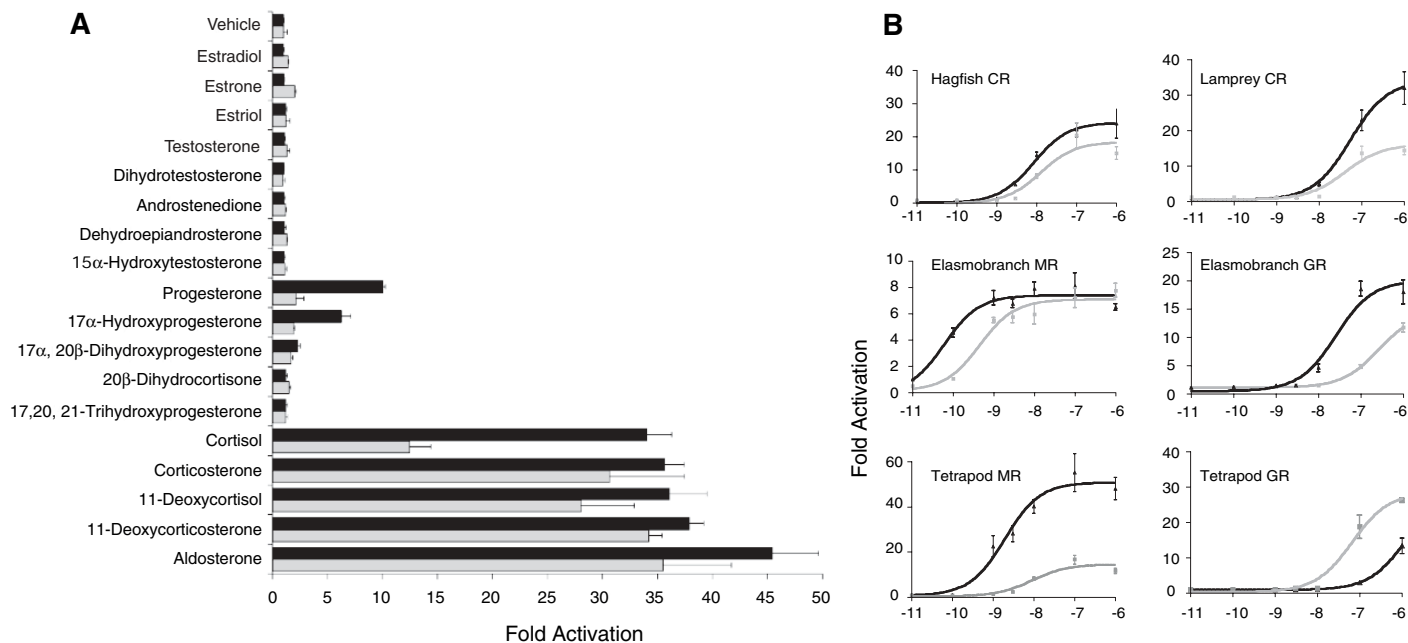 A
Vehicle
Estradiol
Estrone
Estriol
Testosterone
Dihydrotestosterone
Androstenedione
Dehydroepiandrosterone
15α-Hydroxytestosterone
Progesterone
17α-Hydroxyprogesterone
17α, 20β-Dihydroxyprogesterone
20β-Dihydrocortisone
17,20, 21-Trihydroxyprogesterone
Cortisol
Corticosterone
11-Deoxycortisol
11-Deoxycorticosterone
Aldosterone
0 5 10 15 20 25 30 35 40 45 50
Fold Activation
B
Fold Activation
Hagfish CR
40
30
20
10
0
-11 -10 -9 -8 -7 -6
Lamprey CR
40
30
20
10
0
-11 -10 -9 -8 -7 -6
Elasmobranch MR
10
8
6
4
2
0
-11 -10 -9 -8 -7 -6
Elasmobranch GR
25
20
15
10
5
0
-11 -10 -9 -8 -7 -6
Tetrapod MR
60
40
20
0
-11 -10 -9 -8 -7 -6
Tetrapod GR
40
30
20
10
0
-11 -10 -9 -8 -7 -6